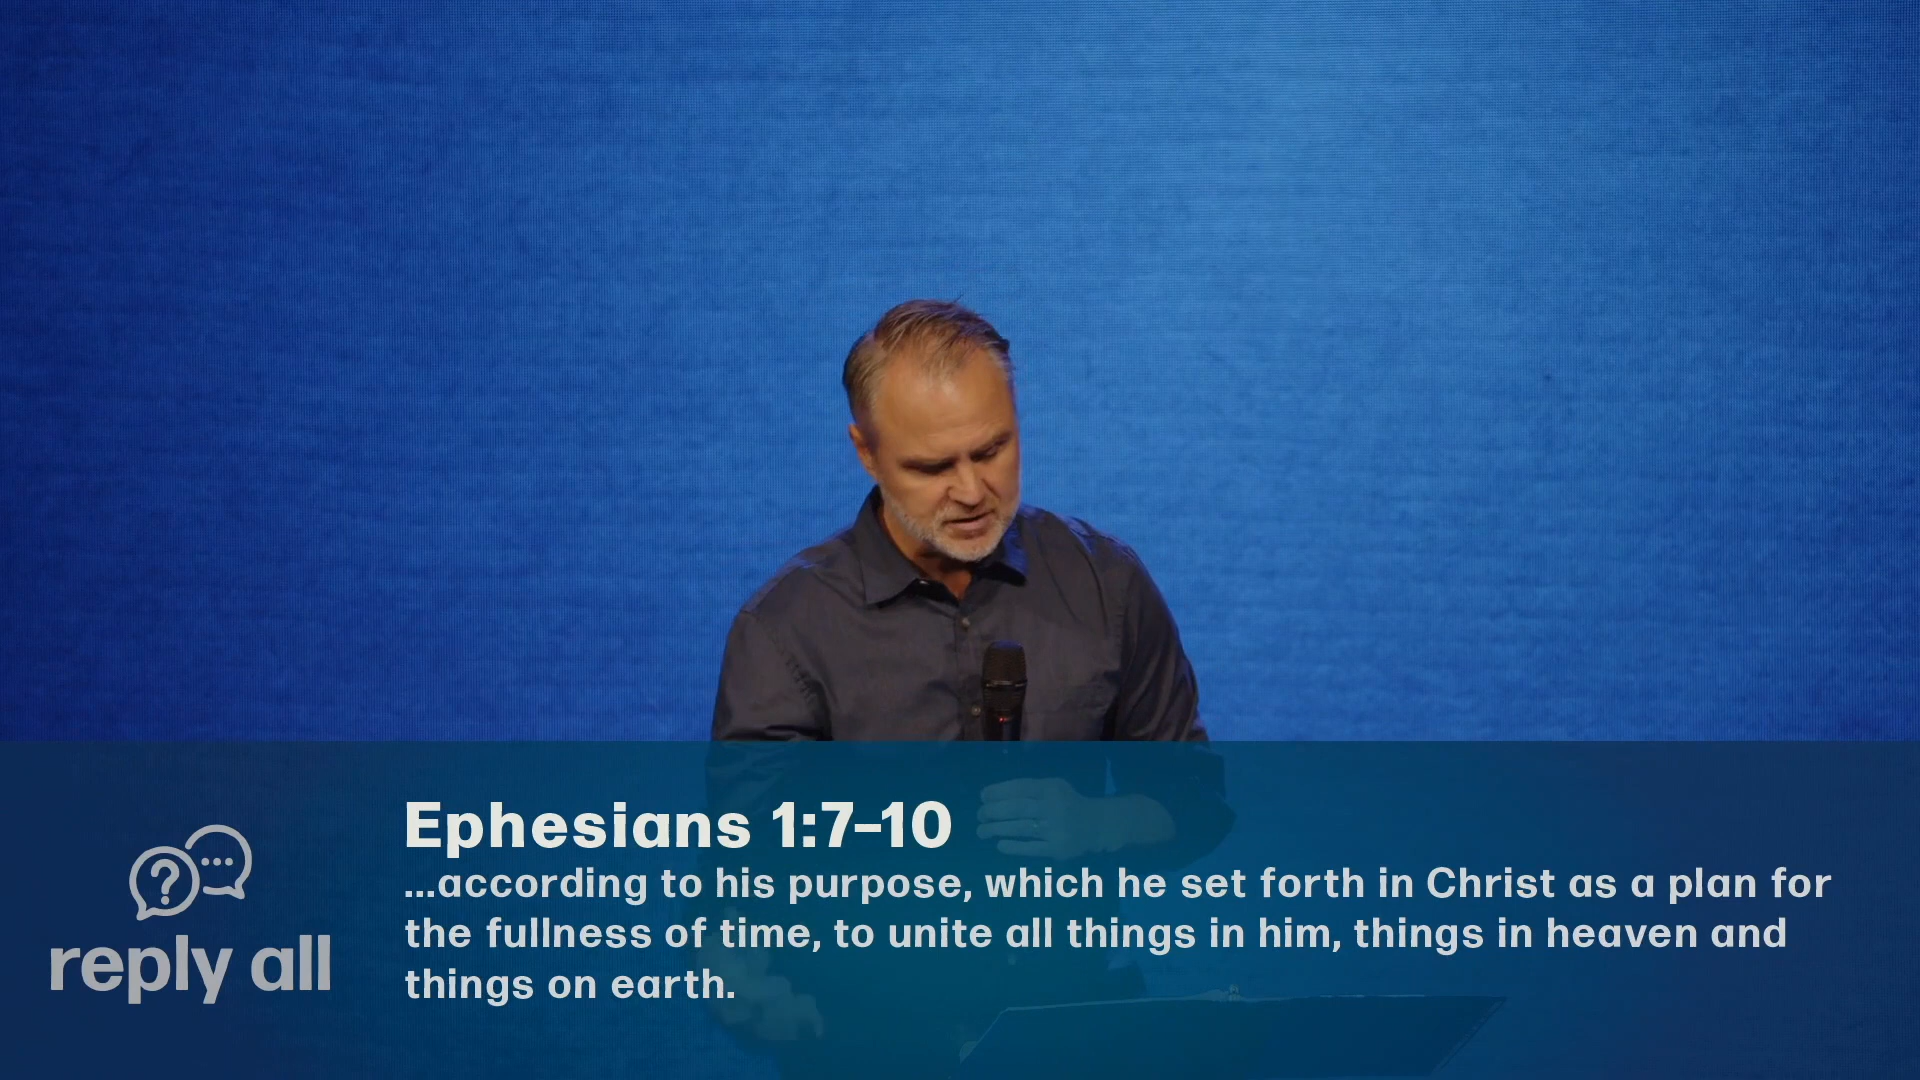 Ephesians 1:7–10
...according to his purpose, which he set forth in Christ as a plan for
the fullness of time, to unite all things in him, things in heaven and
things on earth.
? ...
reply all